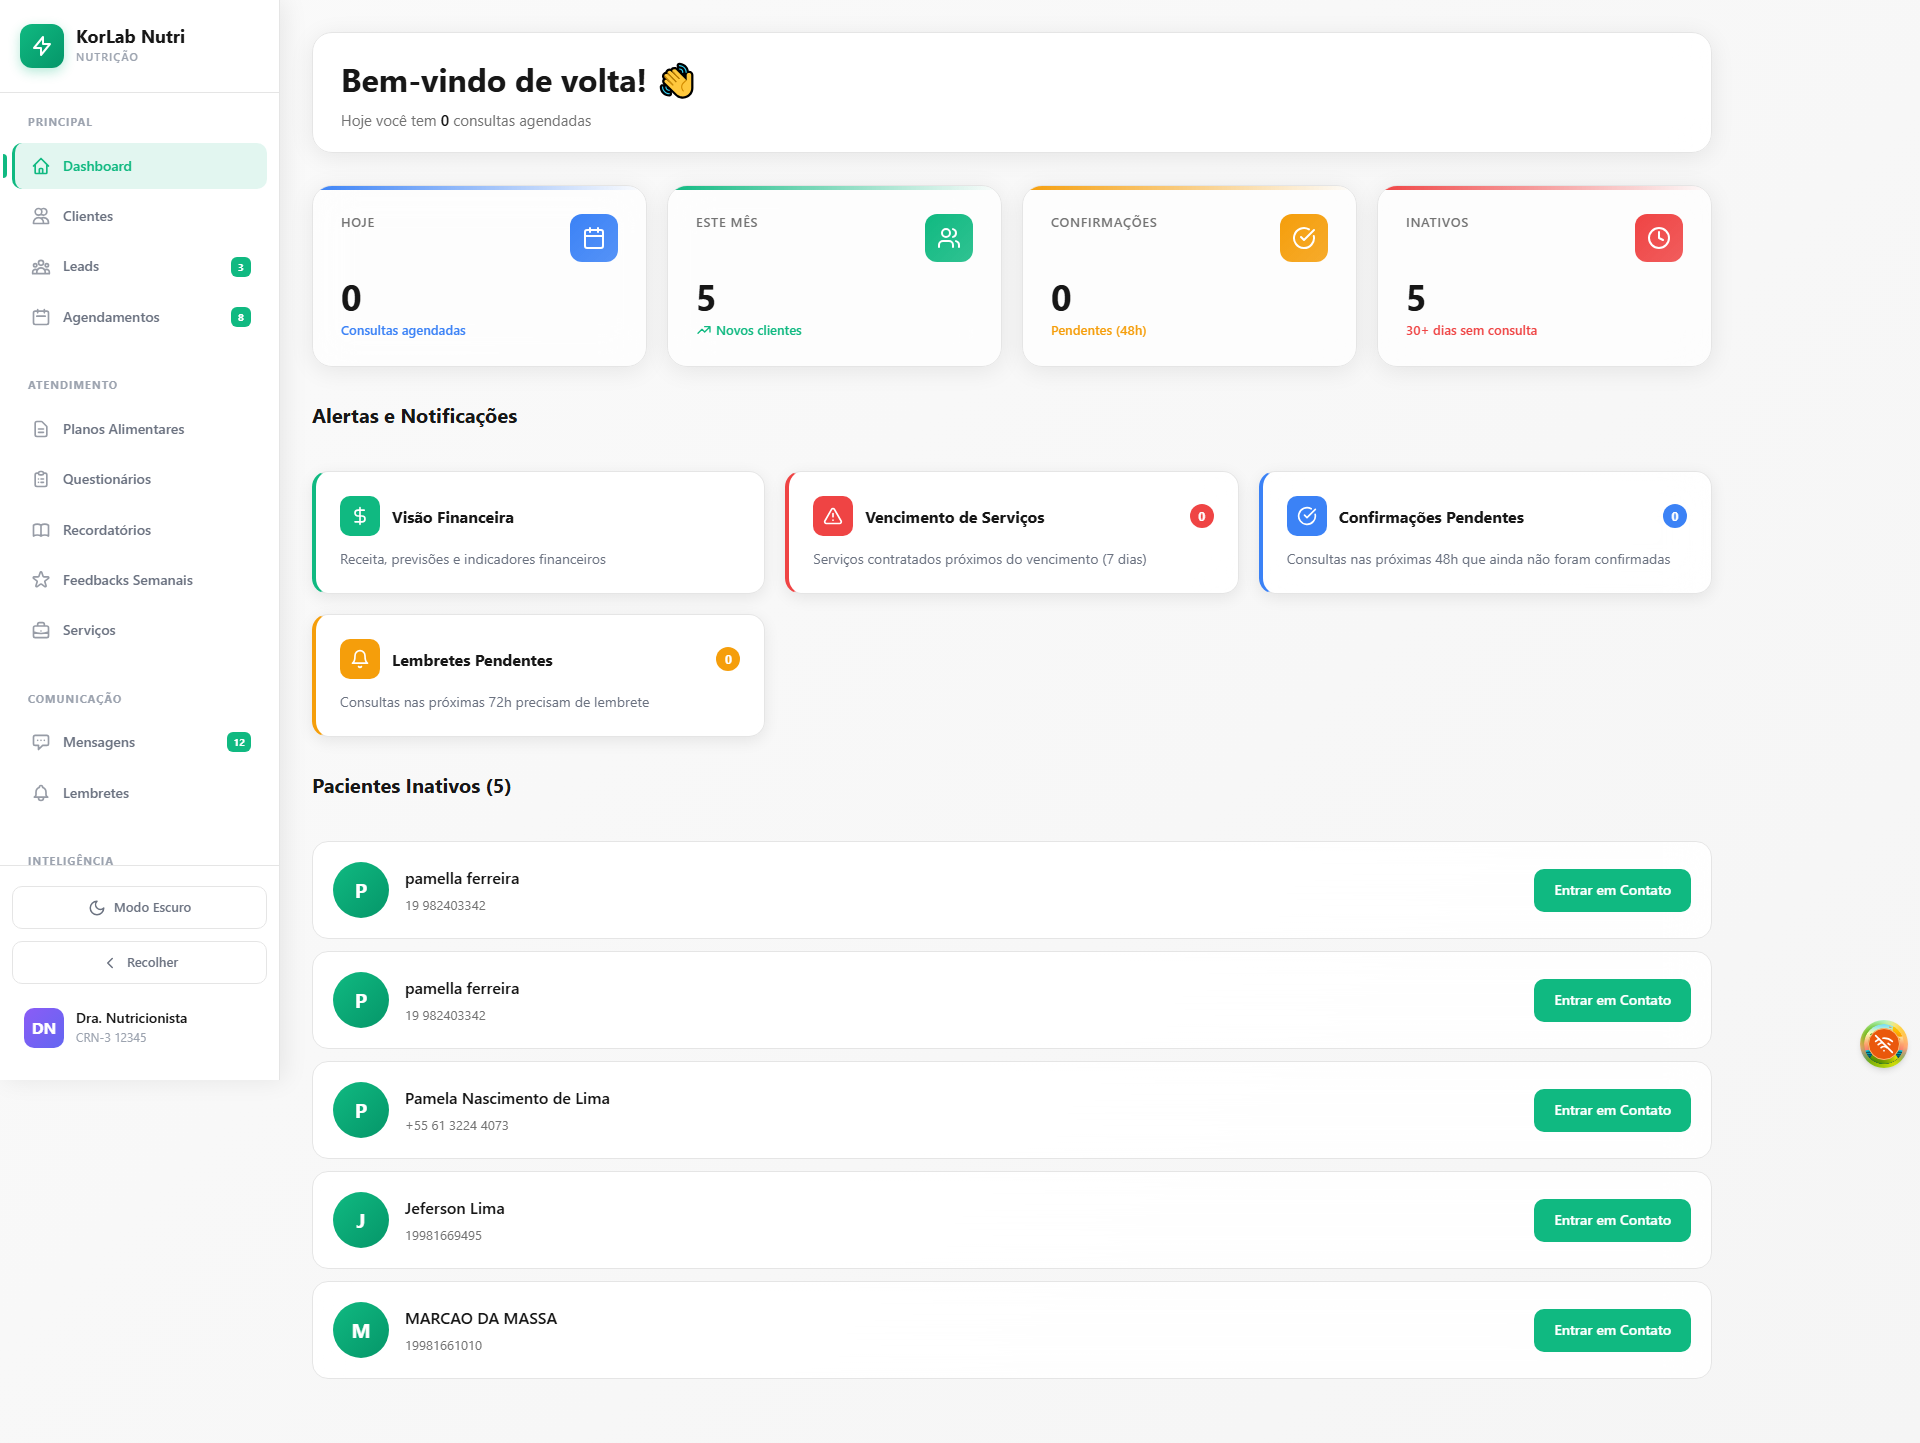 KorLab Nutri
NUTRIÇÃO
PRINCIPAL
Dashboard
Clientes
Leads 3
Agendamentos 8
ATENDIMENTO
Planos Alimentares
Questionários
Recordatórios
Feedbacks Semanais
Serviços
COMUNICAÇÃO
Mensagens 12
Lembretes
INTELIGÊNCIA
Modo Escuro
Recolher
DN
Dra. Nutricionista
CRN-3 12345
Bem-vindo de volta! 👋
Hoje você tem 0 consultas agendadas
HOJE
0
Consultas agendadas
ESTE MÊS
5
Novos clientes
CONFIRMAÇÕES
0
Pendentes (48h)
INATIVOS
5
30+ dias sem consulta
Alertas e Notificações
Visão Financeira
Receita, previsões e indicadores financeiros
Vencimento de Serviços 0
Serviços contratados próximos do vencimento (7 dias)
Confirmações Pendentes 0
Consultas nas próximas 48h que ainda não foram confirmadas
Lembretes Pendentes 0
Consultas nas próximas 72h precisam de lembrete
Pacientes Inativos (5)
P
pamella ferreira
19 982403342
Entrar em Contato
P
pamella ferreira
19 982403342
Entrar em Contato
P
Pamela Nascimento de Lima
+55 61 3224 4073
Entrar em Contato
J
Jeferson Lima
19981669495
Entrar em Contato
M
MARCAO DA MASSA
19981661010
Entrar em Contato